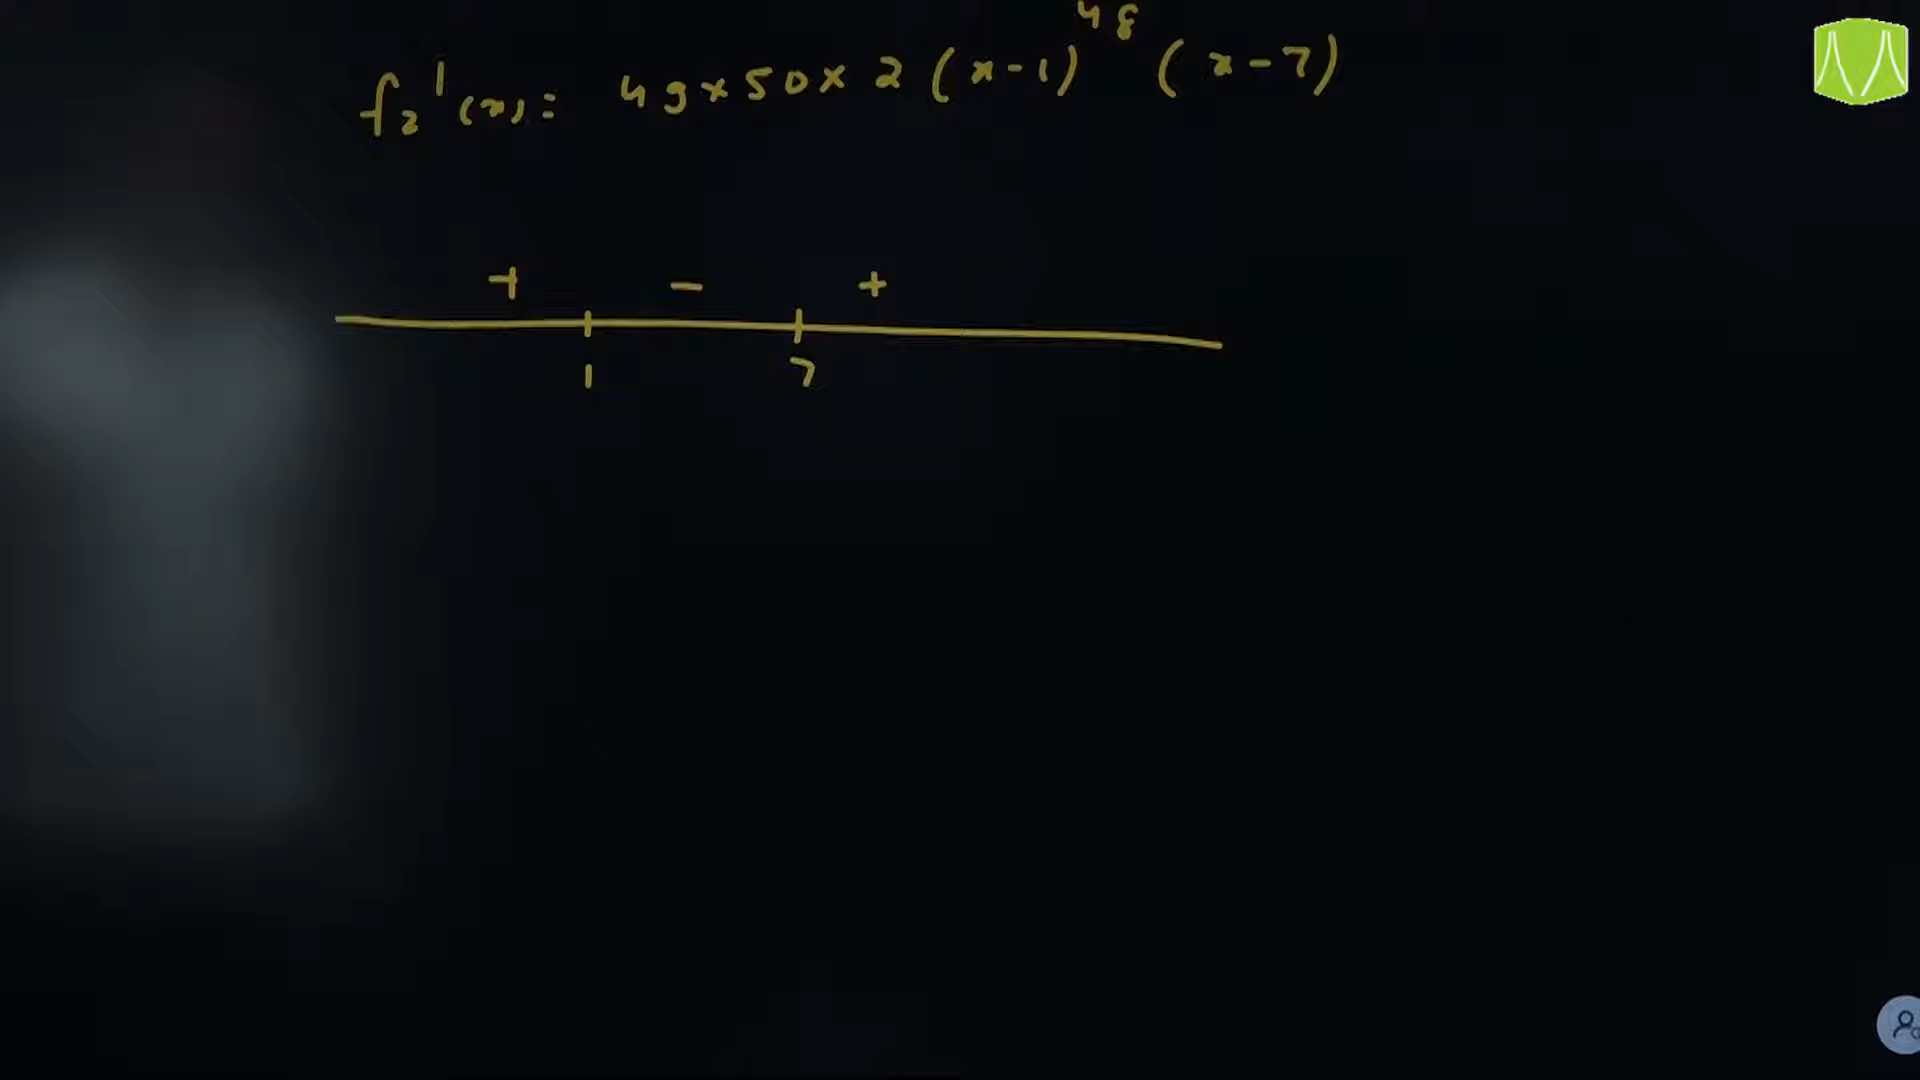 f₂'(x) = 49 × 50 × 2 (x-1)⁴⁸ (x-7)
+ - +
1 7